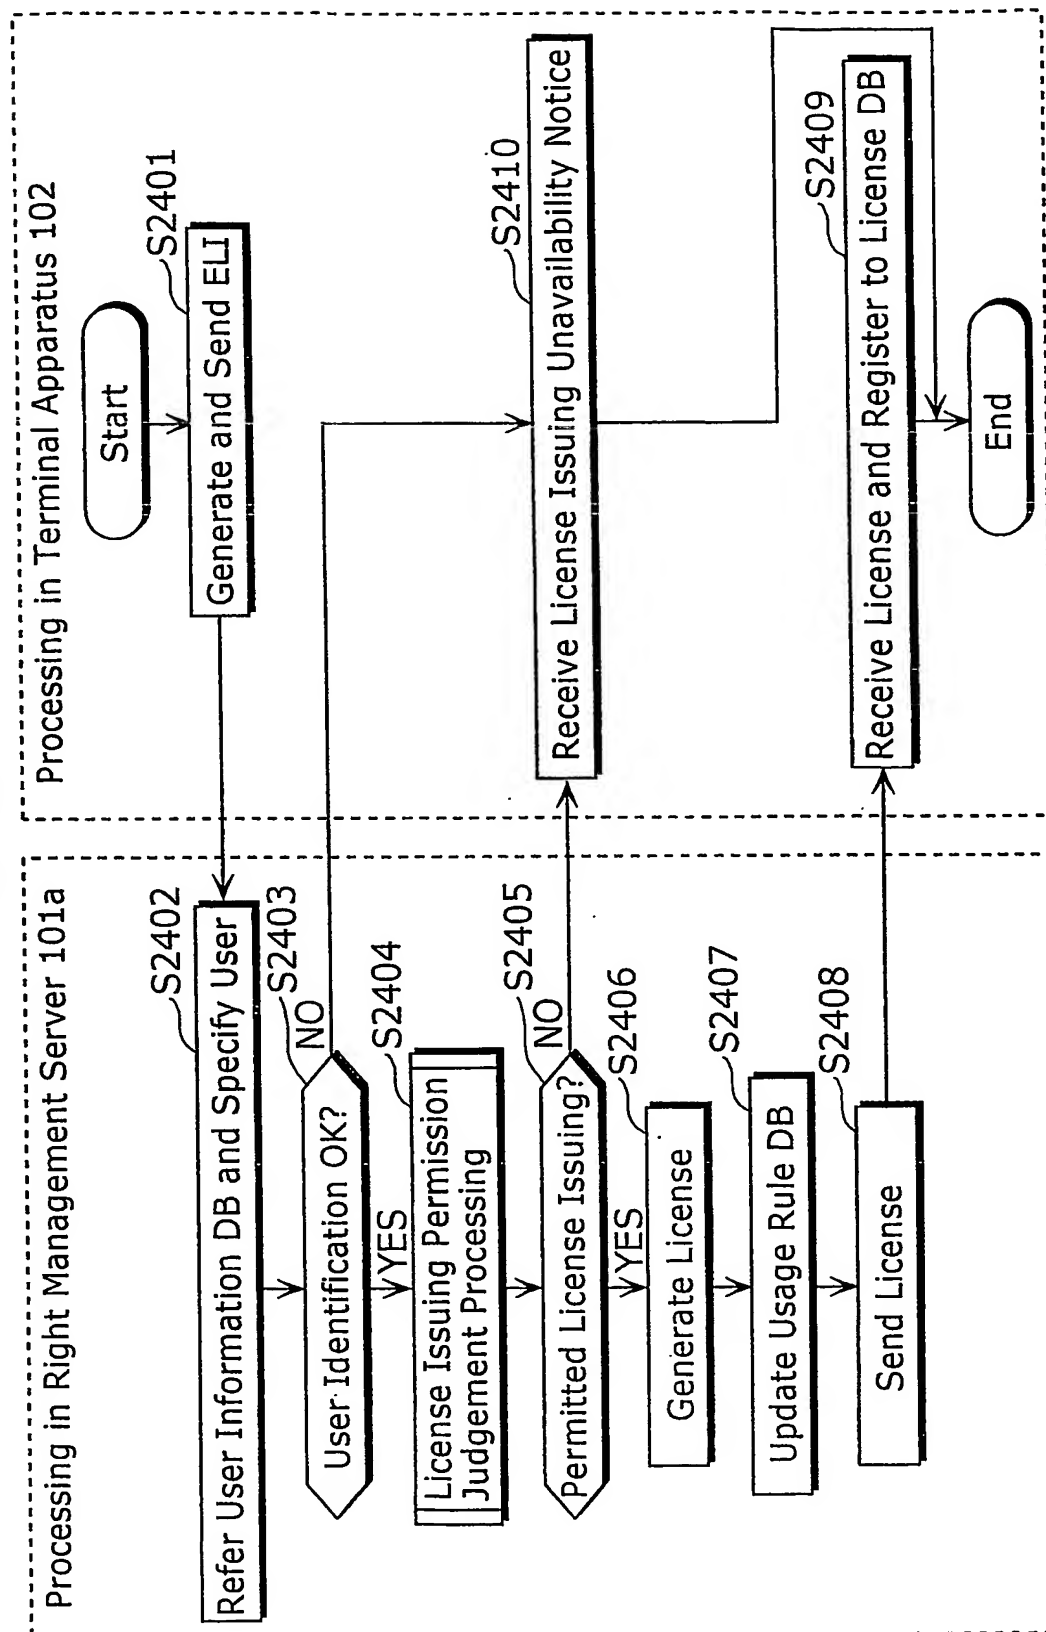 Processing in Right Management Server 101a
Refer User Information DB and Specify User
S2402
User Identification OK?
S2403
NO
YES
License Issuing Permission
Judgement Processing
S2404
Permitted License Issuing?
S2405
NO
YES
Generate License
S2406
Update Usage Rule DB
S2407
Send License
S2408
Processing in Terminal Apparatus 102
Start
Generate and Send ELI
S2401
Receive License Issuing Unavailability Notice
S2410
Receive License and Register to License DB
S2409
End